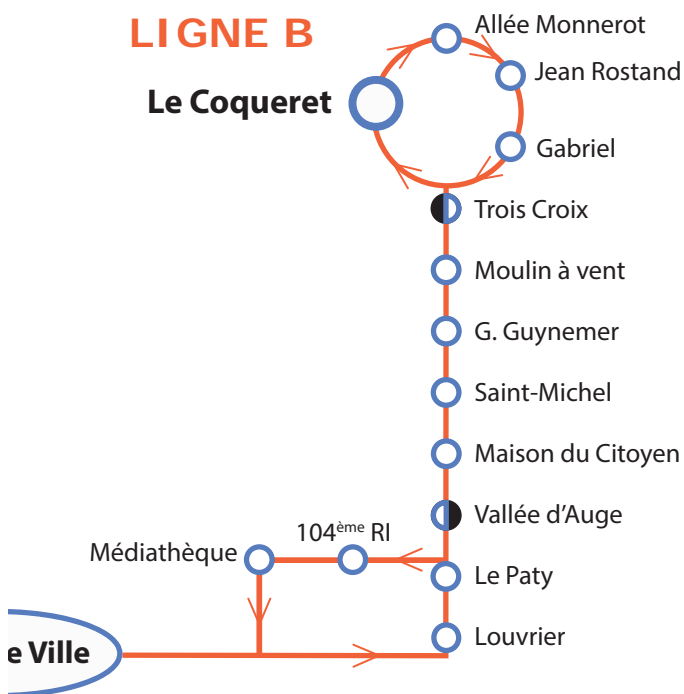 LIGNE B
Allée Monnerot
Jean Rostand
Le Coqueret
Gabriel
Trois Croix
Moulin à vent
G. Guynemer
Saint-Michel
Maison du Citoyen
Vallée d'Auge
104ème RI
Médiathèque
Le Paty
Louvrier
e Ville